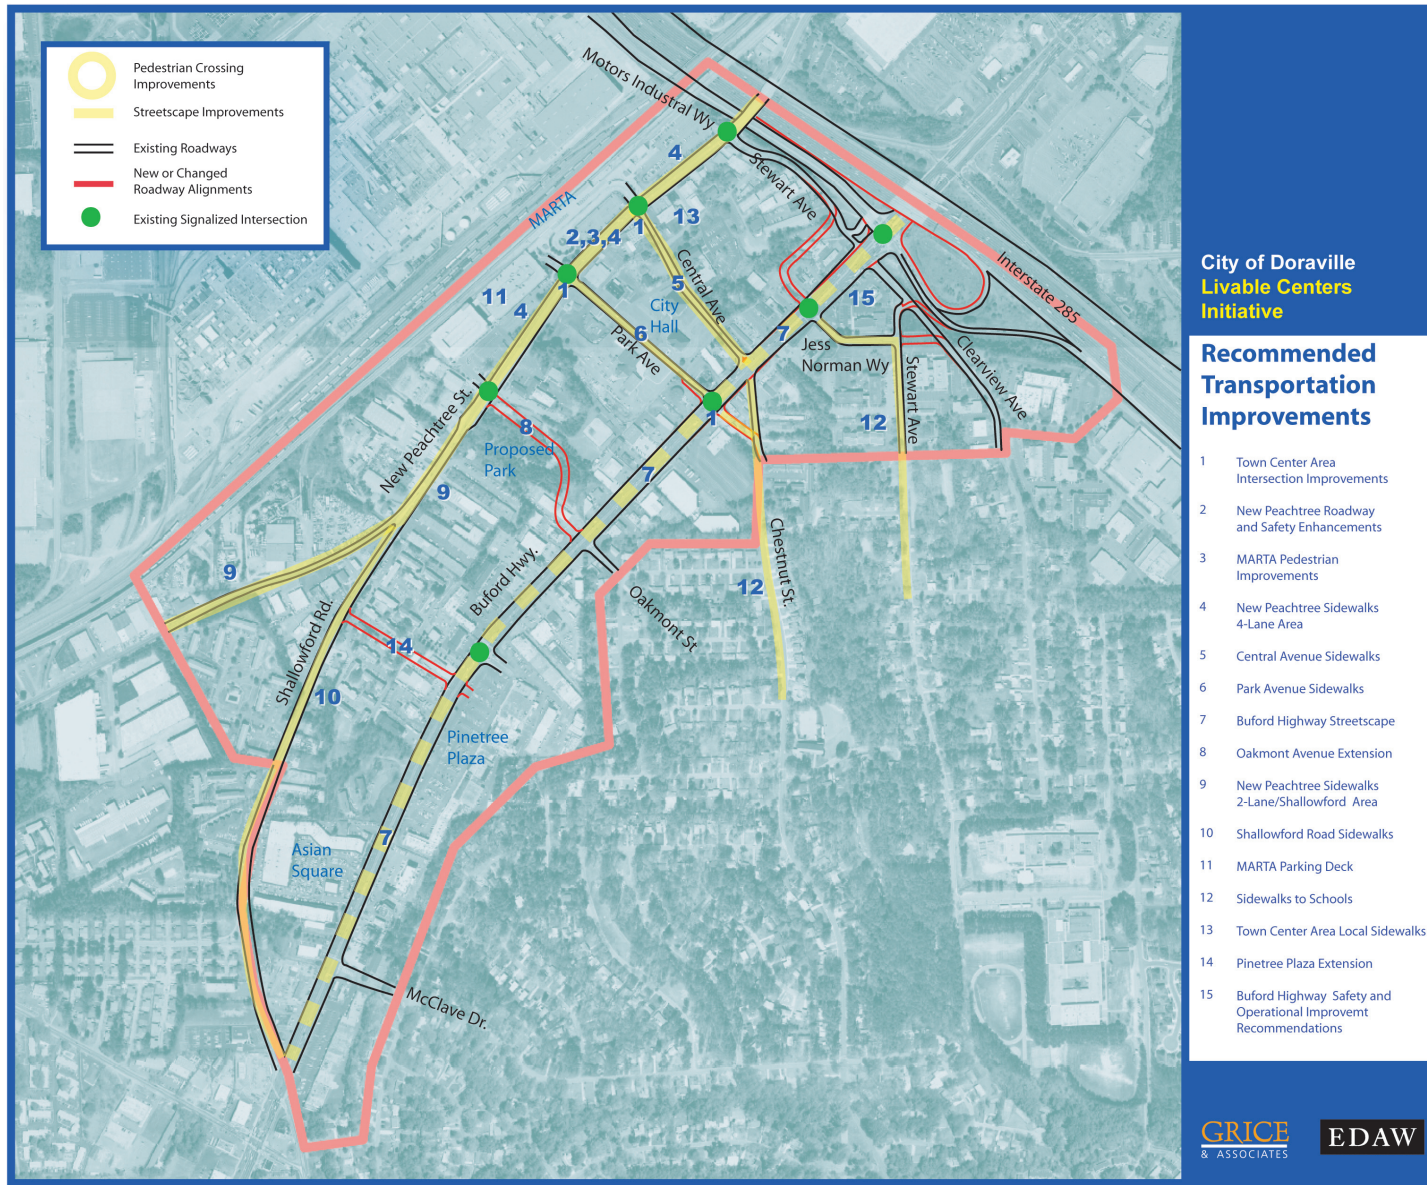 Pedestrian Crossing
Improvements
Streetscape Improvements
Existing Roadways
New or Changed
Roadway Alignments
Existing Signalized Intersection
Motors Industral Wy
4
Stewart Ave
MARTA
13
1
2,3,4
Central Ave
Interstate 285
5
11
1
City
Hall
15
4
6
Park Ave
7
Jess
Norman Wy
Clearview Ave
Stewart Ave
New Peachtree St.
1
12
8
Proposed
Park
7
9
Chestnut St.
9
Buford Hwy.
12
Oakmont St
Shallowford Rd.
14
10
Pinetree
Plaza
7
Asian
Square
McClave Dr.
City of Doraville
Livable Centers
Initiative
Recommended
Transportation
Improvements
1 Town Center Area
Intersection Improvements
2 New Peachtree Roadway
and Safety Enhancements
3 MARTA Pedestrian
Improvements
4 New Peachtree Sidewalks
4-Lane Area
5 Central Avenue Sidewalks
6 Park Avenue Sidewalks
7 Buford Highway Streetscape
8 Oakmont Avenue Extension
9 New Peachtree Sidewalks
2-Lane/Shallowford Area
10 Shallowford Road Sidewalks
11 MARTA Parking Deck
12 Sidewalks to Schools
13 Town Center Area Local Sidewalks
14 Pinetree Plaza Extension
15 Buford Highway Safety and
Operational Improvemt
Recommendations
GRICE
& ASSOCIATES
EDAW